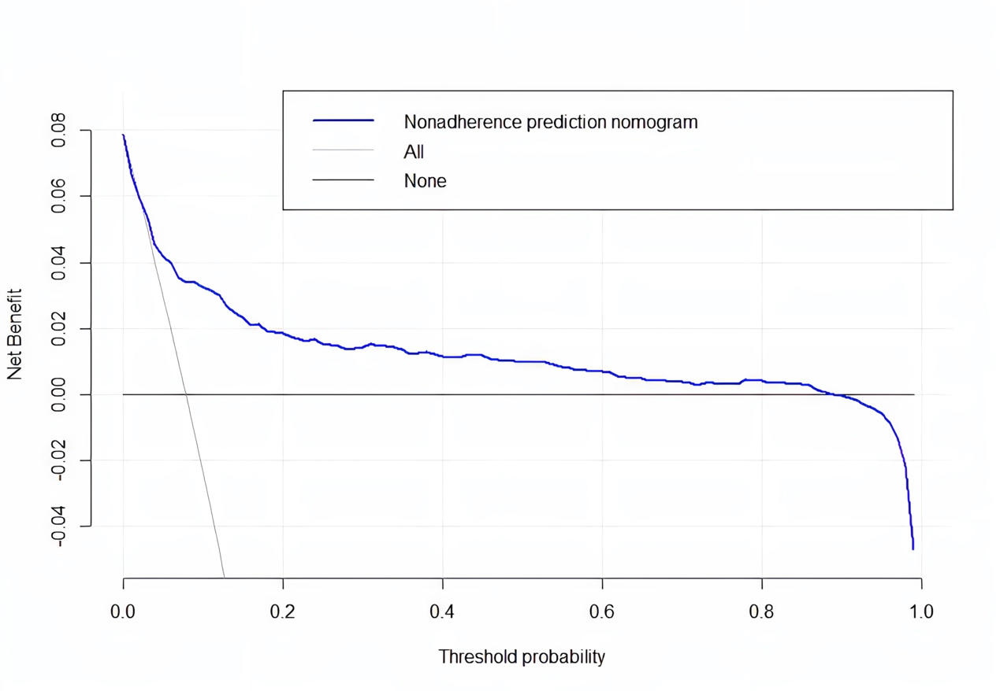 Nonadherence prediction nomogram
All
None
Net Benefit
0.08
0.06
0.04
0.02
0.00
-0.02
-0.04
0.0 0.2 0.4 0.6 0.8 1.0
Threshold probability